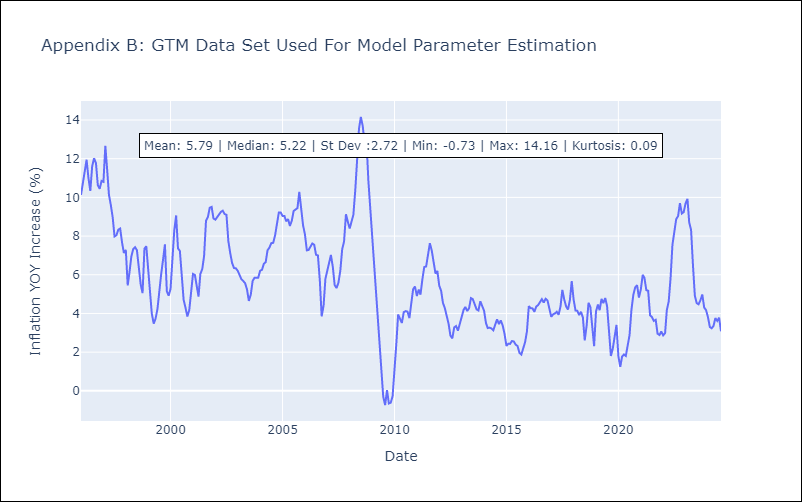 Appendix B: GTM Data Set Used For Model Parameter Estimation
Mean: 5.79 | Median: 5.22 | St Dev :2.72 | Min: -0.73 | Max: 14.16 | Kurtosis: 0.09
Inflation YOY Increase (%)
14
12
10
8
6
4
2
0
2000 2005 2010 2015 2020
Date